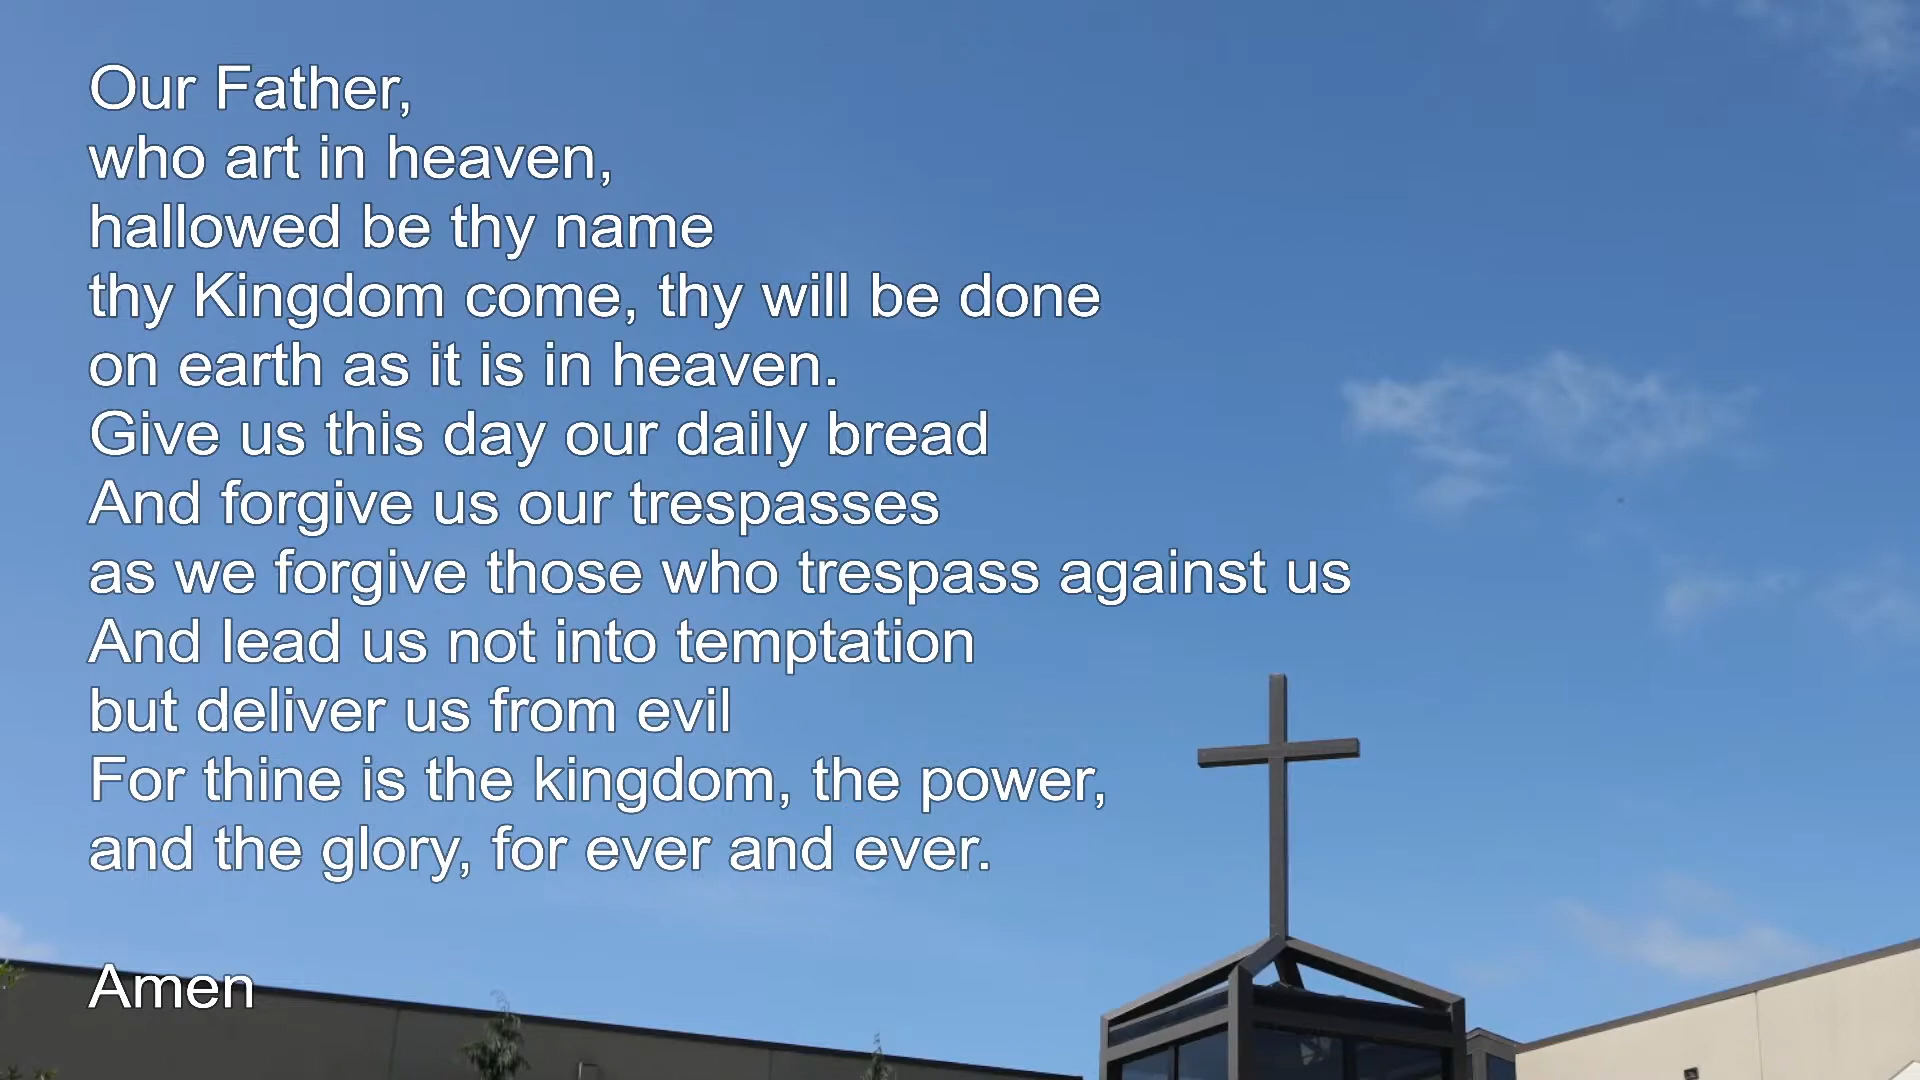 Our Father,
who art in heaven,
hallowed be thy name
thy Kingdom come, thy will be done
on earth as it is in heaven.
Give us this day our daily bread
And forgive us our trespasses
as we forgive those who trespass against us
And lead us not into temptation
but deliver us from evil
For thine is the kingdom, the power,
and the glory, for ever and ever.
Amen